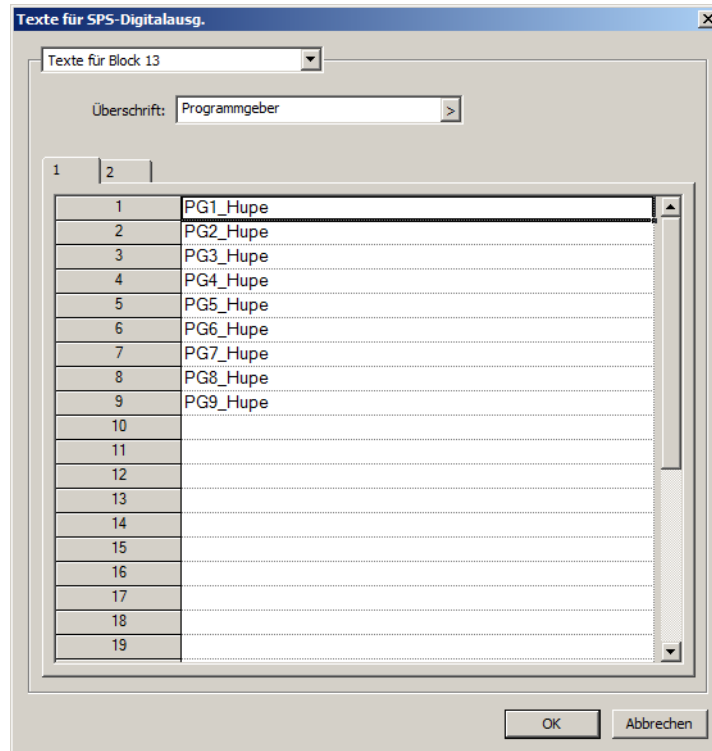 Texte für SPS-Digitalausg.
Texte für Block 13
Überschrift: Programmgeber >
1 2
1 PG1_Hupe
2 PG2_Hupe
3 PG3_Hupe
4 PG4_Hupe
5 PG5_Hupe
6 PG6_Hupe
7 PG7_Hupe
8 PG8_Hupe
9 PG9_Hupe
10
11
12
13
14
15
16
17
18
19
OK Abbrechen